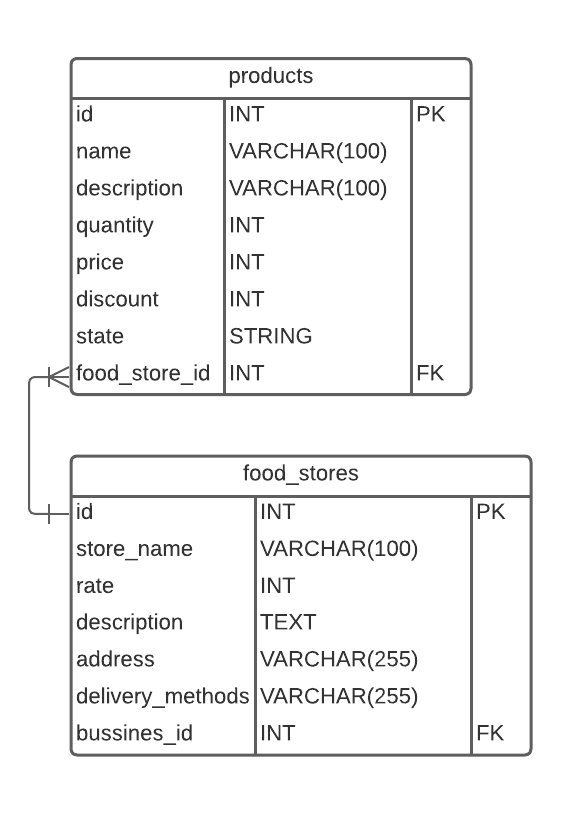 products
id INT PK
name VARCHAR(100)
description VARCHAR(100)
quantity INT
price INT
discount INT
state STRING
food_store_id INT FK
food_stores
id INT PK
store_name VARCHAR(100)
rate INT
description TEXT
address VARCHAR(255)
delivery_methods VARCHAR(255)
bussines_id INT FK